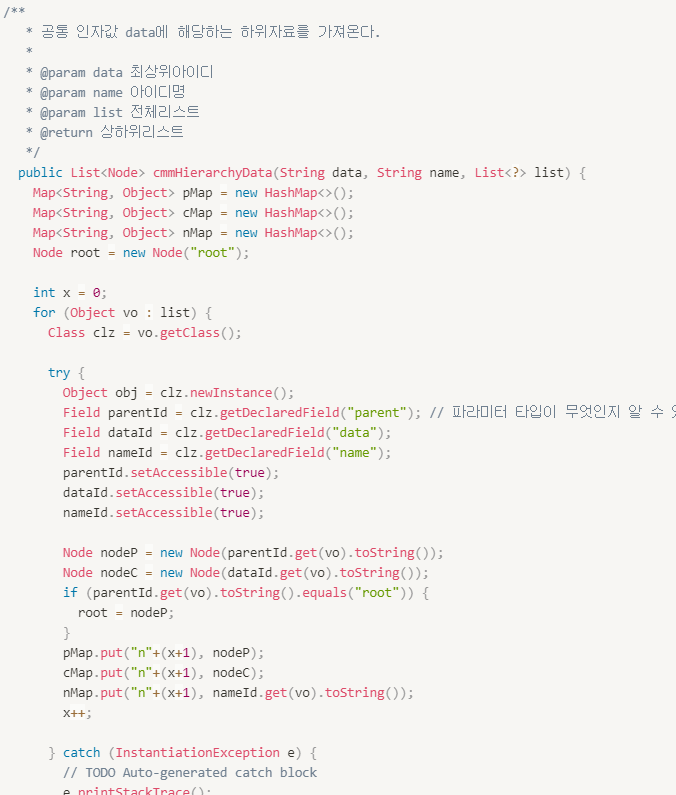 /**
* 공통 인자값 data에 해당하는 하위자료를 가져온다.
*
* @param data 최상위아이디
* @param name 아이디명
* @param list 전체리스트
* @return 상하위리스트
*/
public List<Node> cmmHierarchyData(String data, String name, List<?> list) {
Map<String, Object> pMap = new HashMap<>();
Map<String, Object> cMap = new HashMap<>();
Map<String, Object> nMap = new HashMap<>();
Node root = new Node("root");
int x = 0;
for (Object vo : list) {
Class clz = vo.getClass();
try {
Object obj = clz.newInstance();
Field parentId = clz.getDeclaredField("parent"); // 파라미터 타입이 무엇인지 알 수
Field dataId = clz.getDeclaredField("data");
Field nameId = clz.getDeclaredField("name");
parentId.setAccessible(true);
dataId.setAccessible(true);
nameId.setAccessible(true);
Node nodeP = new Node(parentId.get(vo).toString());
Node nodeC = new Node(dataId.get(vo).toString());
if (parentId.get(vo).toString().equals("root")) {
root = nodeP;
}
pMap.put("n"+(x+1), nodeP);
cMap.put("n"+(x+1), nodeC);
nMap.put("n"+(x+1), nameId.get(vo).toString());
x++;
} catch (InstantiationException e) {
// TODO Auto-generated catch block
e.printStackTrace();